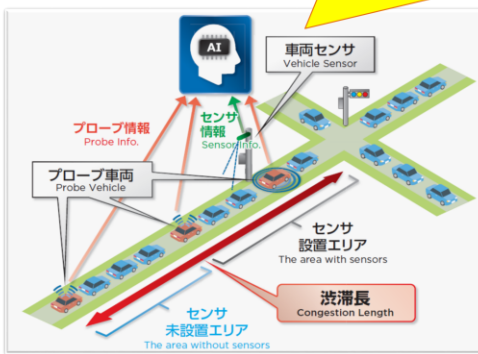 AI
車両センサ
Vehicle Sensor
プローブ情報
Probe Info.
センサ
情報
Sensor Info.
プローブ車両
Probe Vehicle
センサ
設置エリア
The area with sensors
渋滞長
Congestion Length
センサ
未設置エリア
The area without sensors